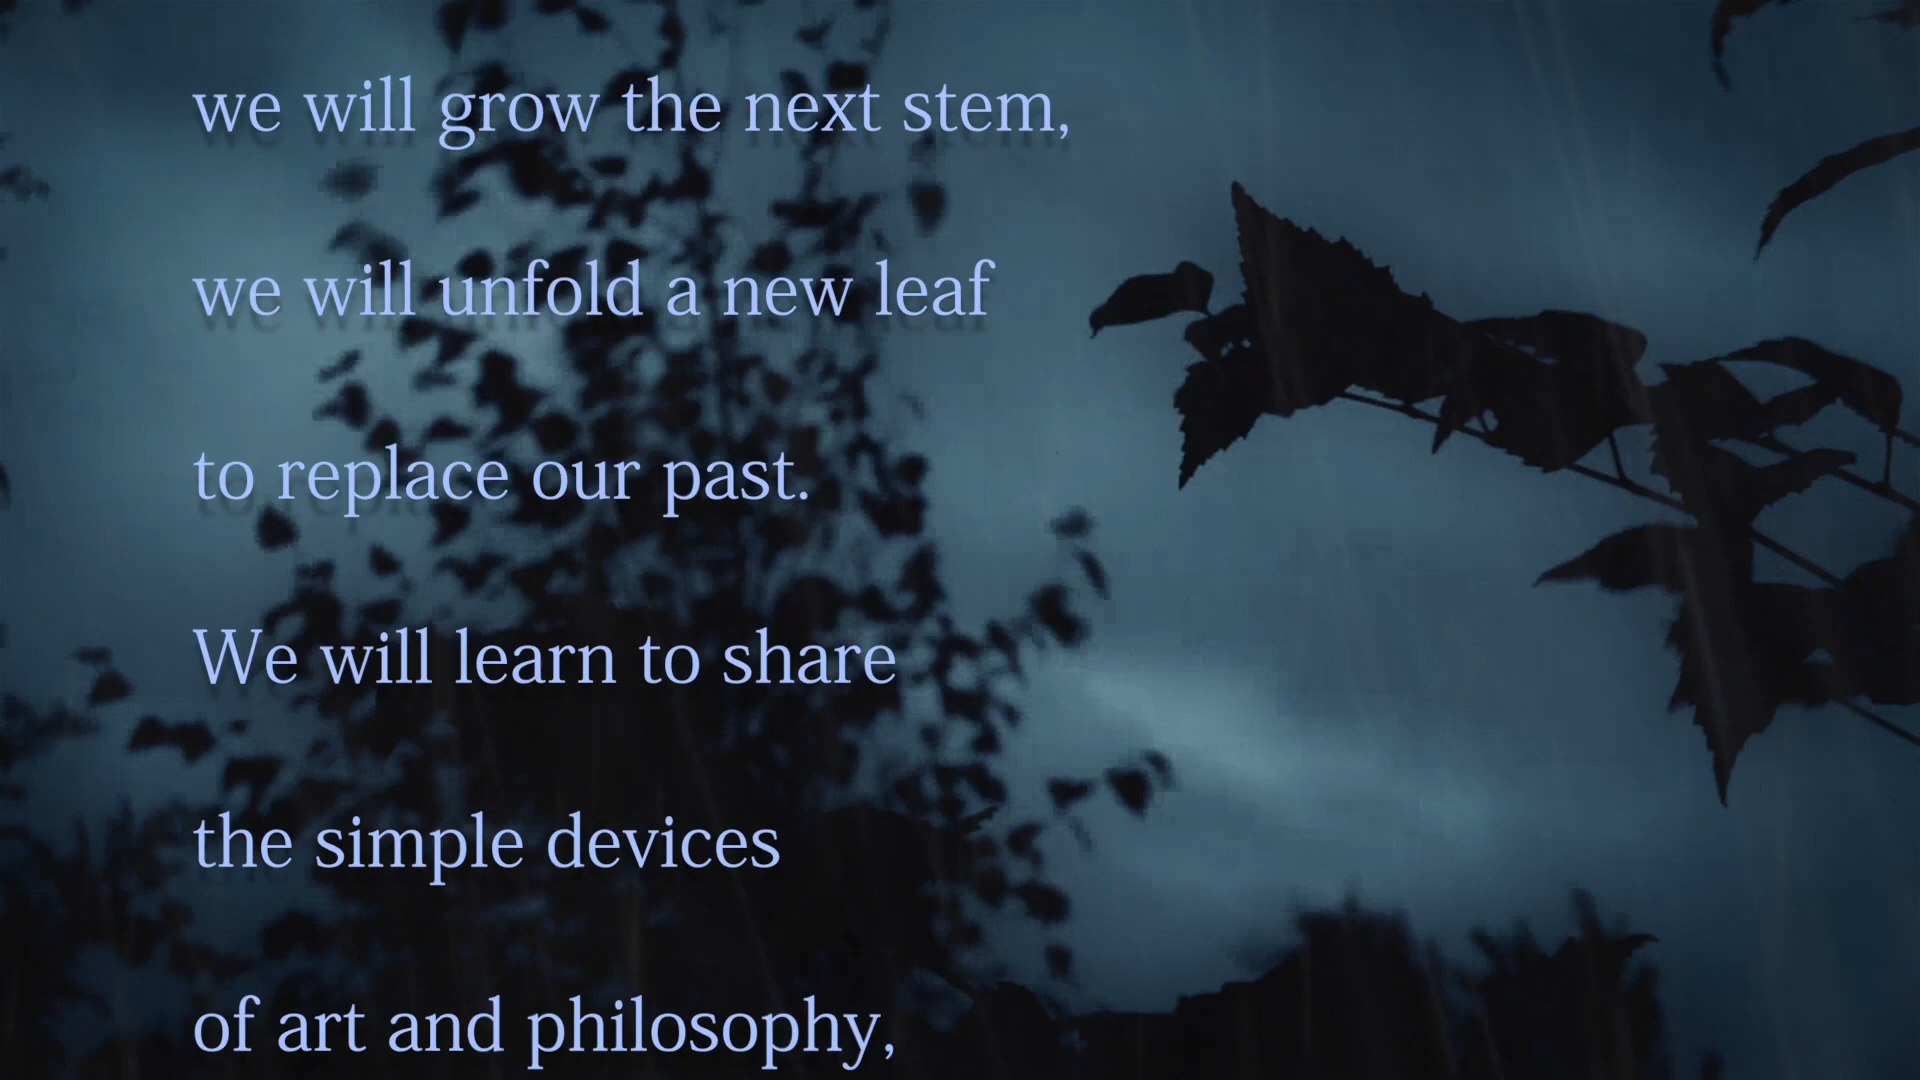 we will grow the next stem,
we will unfold a new leaf
to replace our past.
We will learn to share
the simple devices
of art and philosophy,